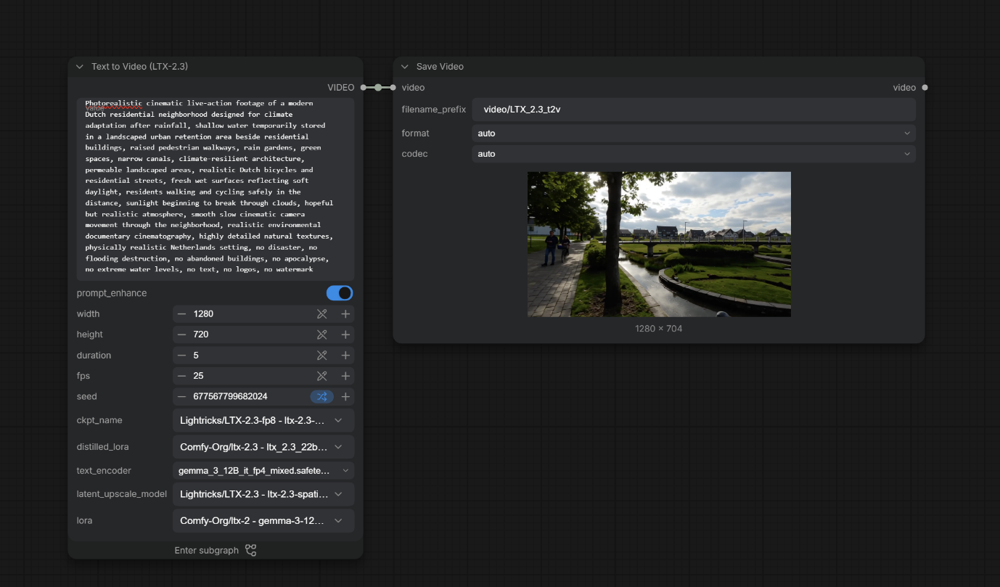 Text to Video (LTX-2.3)
VIDEO
value
Photorealistic cinematic live-action footage of a modern
Dutch residential neighborhood designed for climate
adaptation after rainfall, shallow water temporarily stored
in a landscaped urban retention area beside residential
buildings, raised pedestrian walkways, rain gardens, green
spaces, narrow canals, climate-resilient architecture,
permeable landscaped areas, realistic Dutch bicycles and
residential streets, fresh wet surfaces reflecting soft
daylight, residents walking and cycling safely in the
distance, sunlight beginning to break through clouds, hopeful
but realistic atmosphere, smooth slow cinematic camera
movement through the neighborhood, realistic environmental
documentary cinematography, highly detailed natural textures,
physically realistic Netherlands setting, no disaster, no
flooding destruction, no abandoned buildings, no apocalypse,
no extreme water levels, no text, no logos, no watermark
prompt_enhance
width 1280
height 720
duration 5
fps 25
seed 677567799682024
ckpt_name Lightricks/LTX-2.3-fp8 - ltx-2.3-...
distilled_lora Comfy-Org/ltx-2.3 - ltx_2.3_22b...
text_encoder gemma_3_12B_it_fp4_mixed.safete...
latent_upscale_model Lightricks/LTX-2.3 - ltx-2.3-spati...
lora Comfy-Org/ltx-2 - gemma-3-12...
Enter subgraph
Save Video
video video
filename_prefix video/LTX_2.3_t2v
format auto
codec auto
1280 × 704